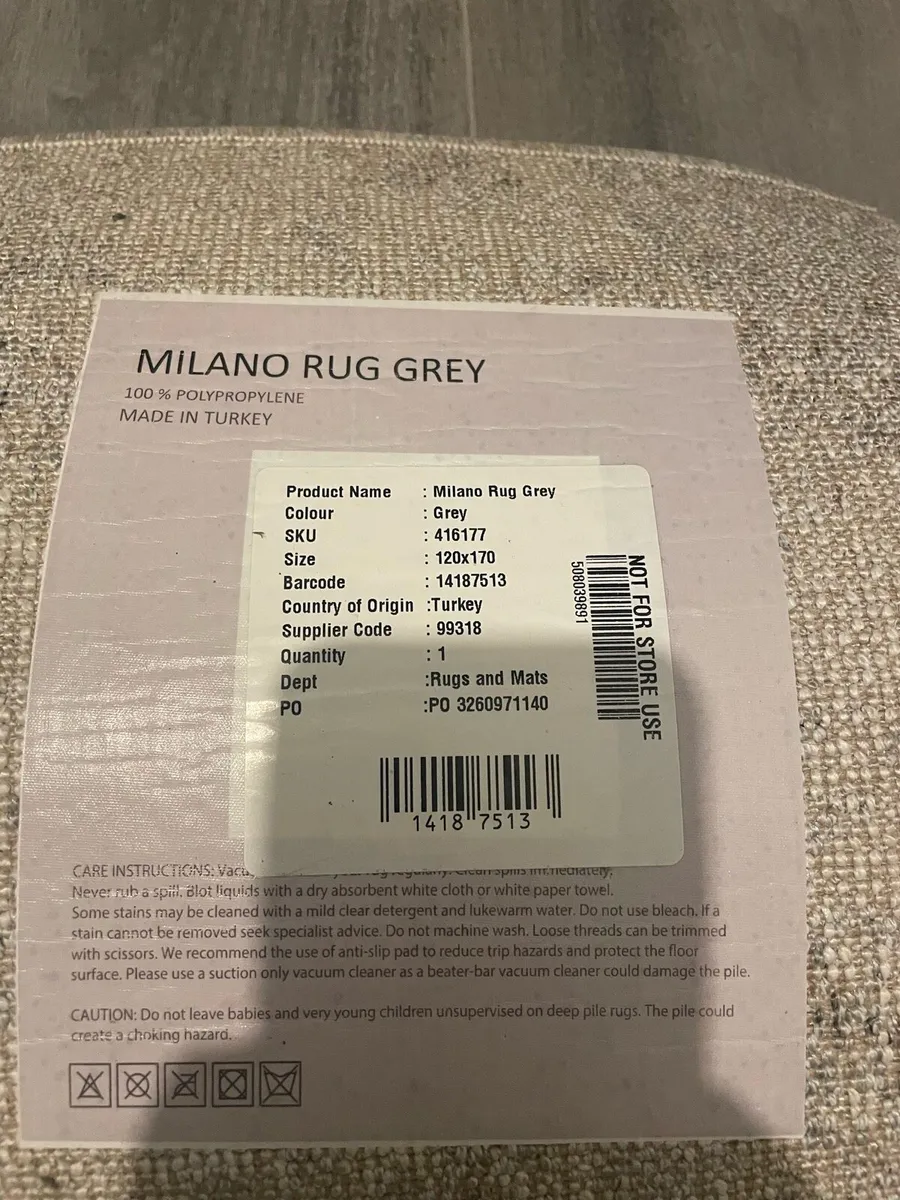 MiLANO RUG GREY
100 % POLYPROPYLENE
MADE IN TURKEY
Product Name : Milano Rug Grey
Colour : Grey
SKU : 416177
Size : 120x170
Barcode : 14187513
Country of Origin :Turkey
Supplier Code : 99318
Quantity : 1
Dept :Rugs and Mats
PO :PO 3260971140
1418 7513
NOT FOR STORE USE
508039891
CARE INSTRUCTIONS: your rug regularly. Clean spills immediately,
Never rub a spill. Blot liquids with a dry absorbent white cloth or white paper towel.
Some stains may be cleaned with a mild clear detergent and lukewarm water. Do not use bleach. If a
stain cannot be removed seek specialist advice. Do not machine wash. Loose threads can be trimmed
with scissors. We recommend the use of anti-slip pad to reduce trip hazards and protect the floor
surface. Please use a suction only vacuum cleaner as a beater-bar vacuum cleaner could damage the pile.
CAUTION: Do not leave babies and very young children unsupervised on deep pile rugs. The pile could
create a choking hazard.